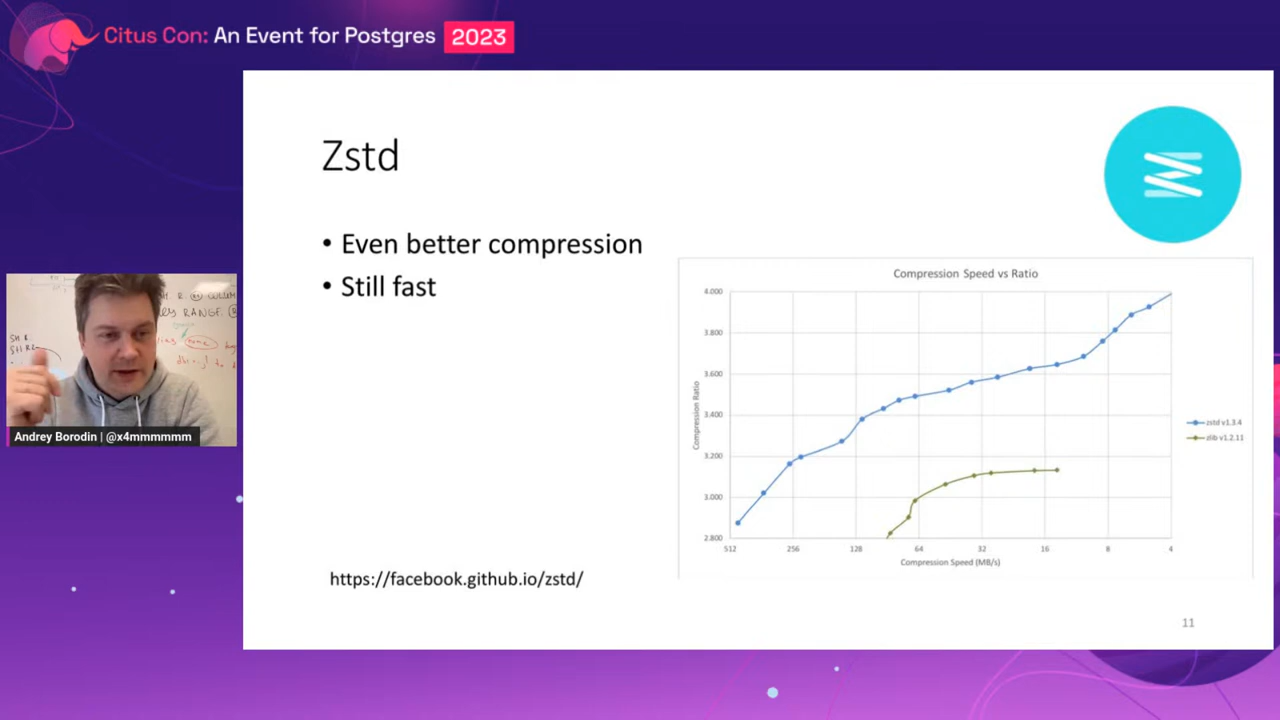 Citus Con: An Event for Postgres 2023
Zstd
• Even better compression
• Still fast
Compression Speed vs Ratio
4.000
3.800
3.600
3.400
3.200
3.000
2.800
Compression Ratio
512 256 128 64 32 16 8 4
Compression Speed (MB/s)
zstd v1.3.4
zlib v1.2.11
SH. R.
RANGE.
Andrey Borodin | @x4mmmmmm
https://facebook.github.io/zstd/
11